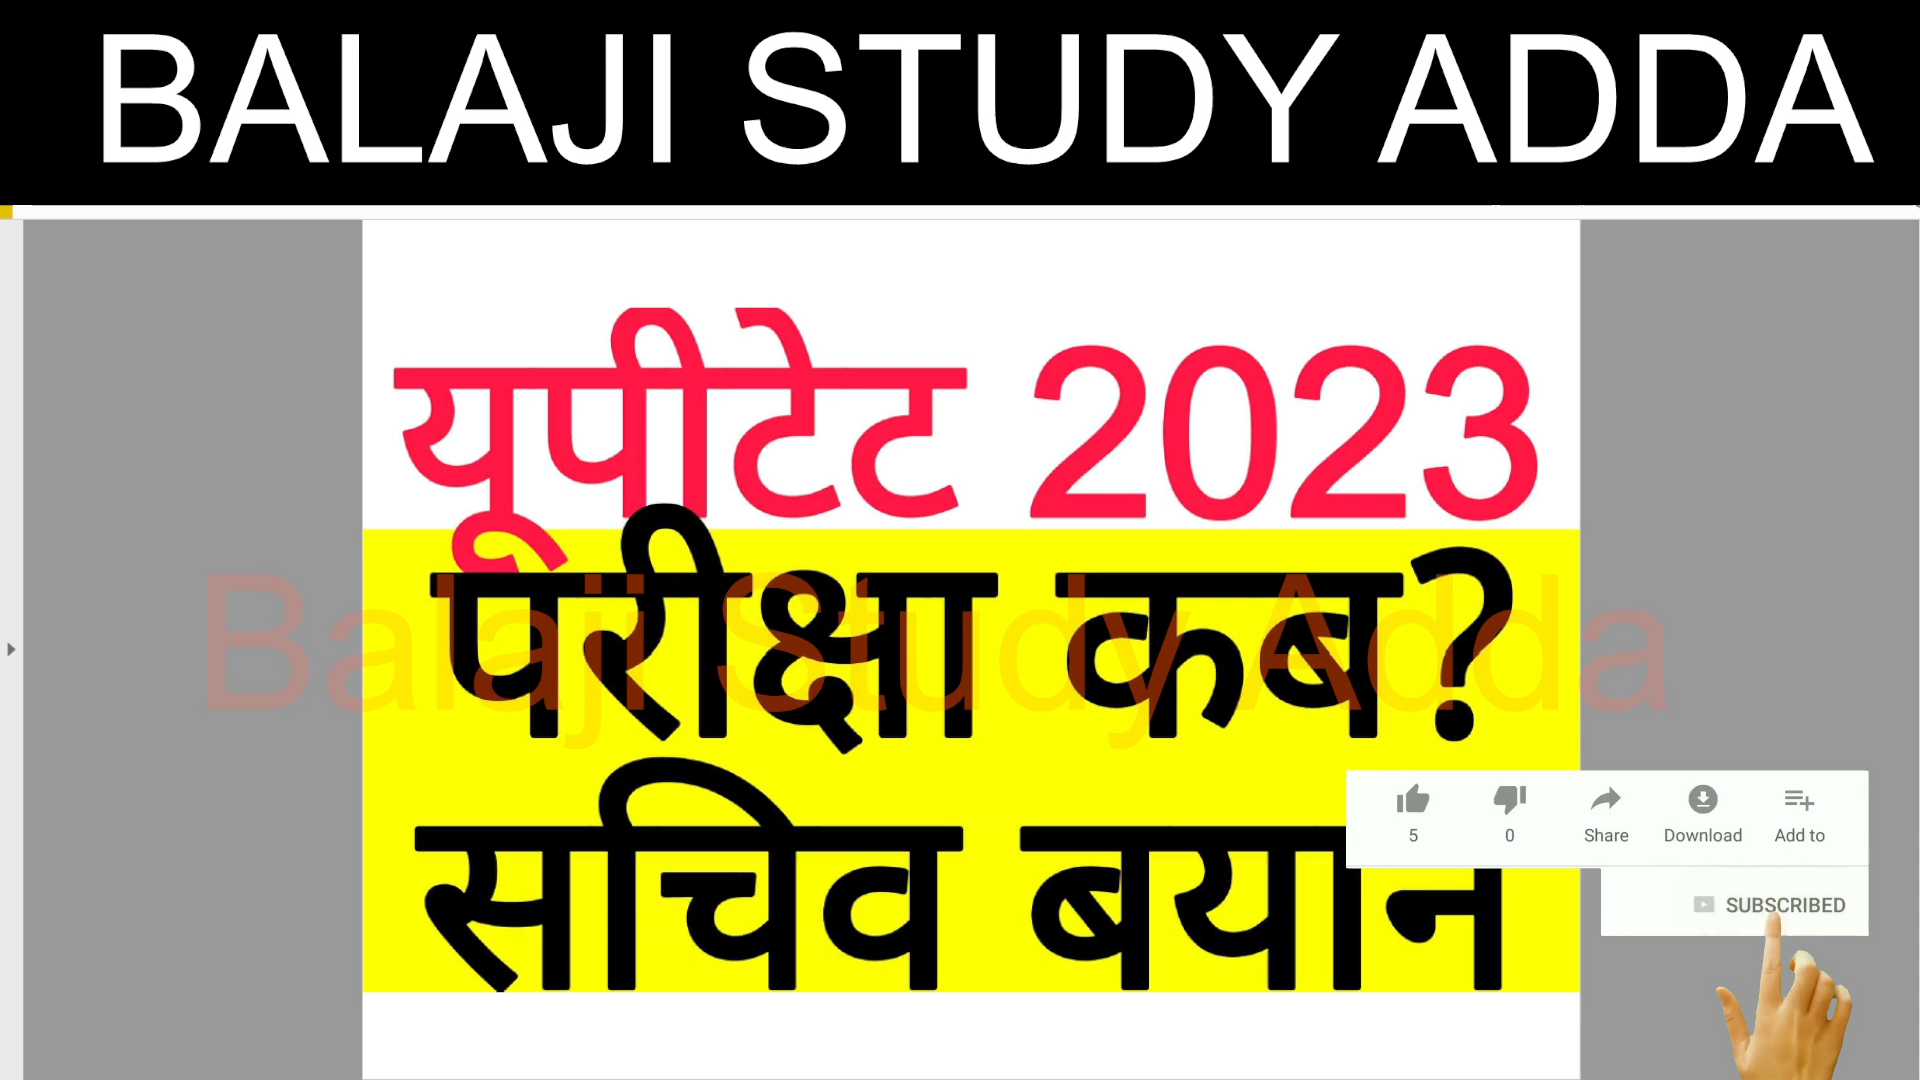 BALAJI STUDY ADDA
यूपीटेट 2023
परीक्षा कब?
Balaji Study Adda
सचिव बयान
5 0 Share Download Add to
SUBSCRIBED